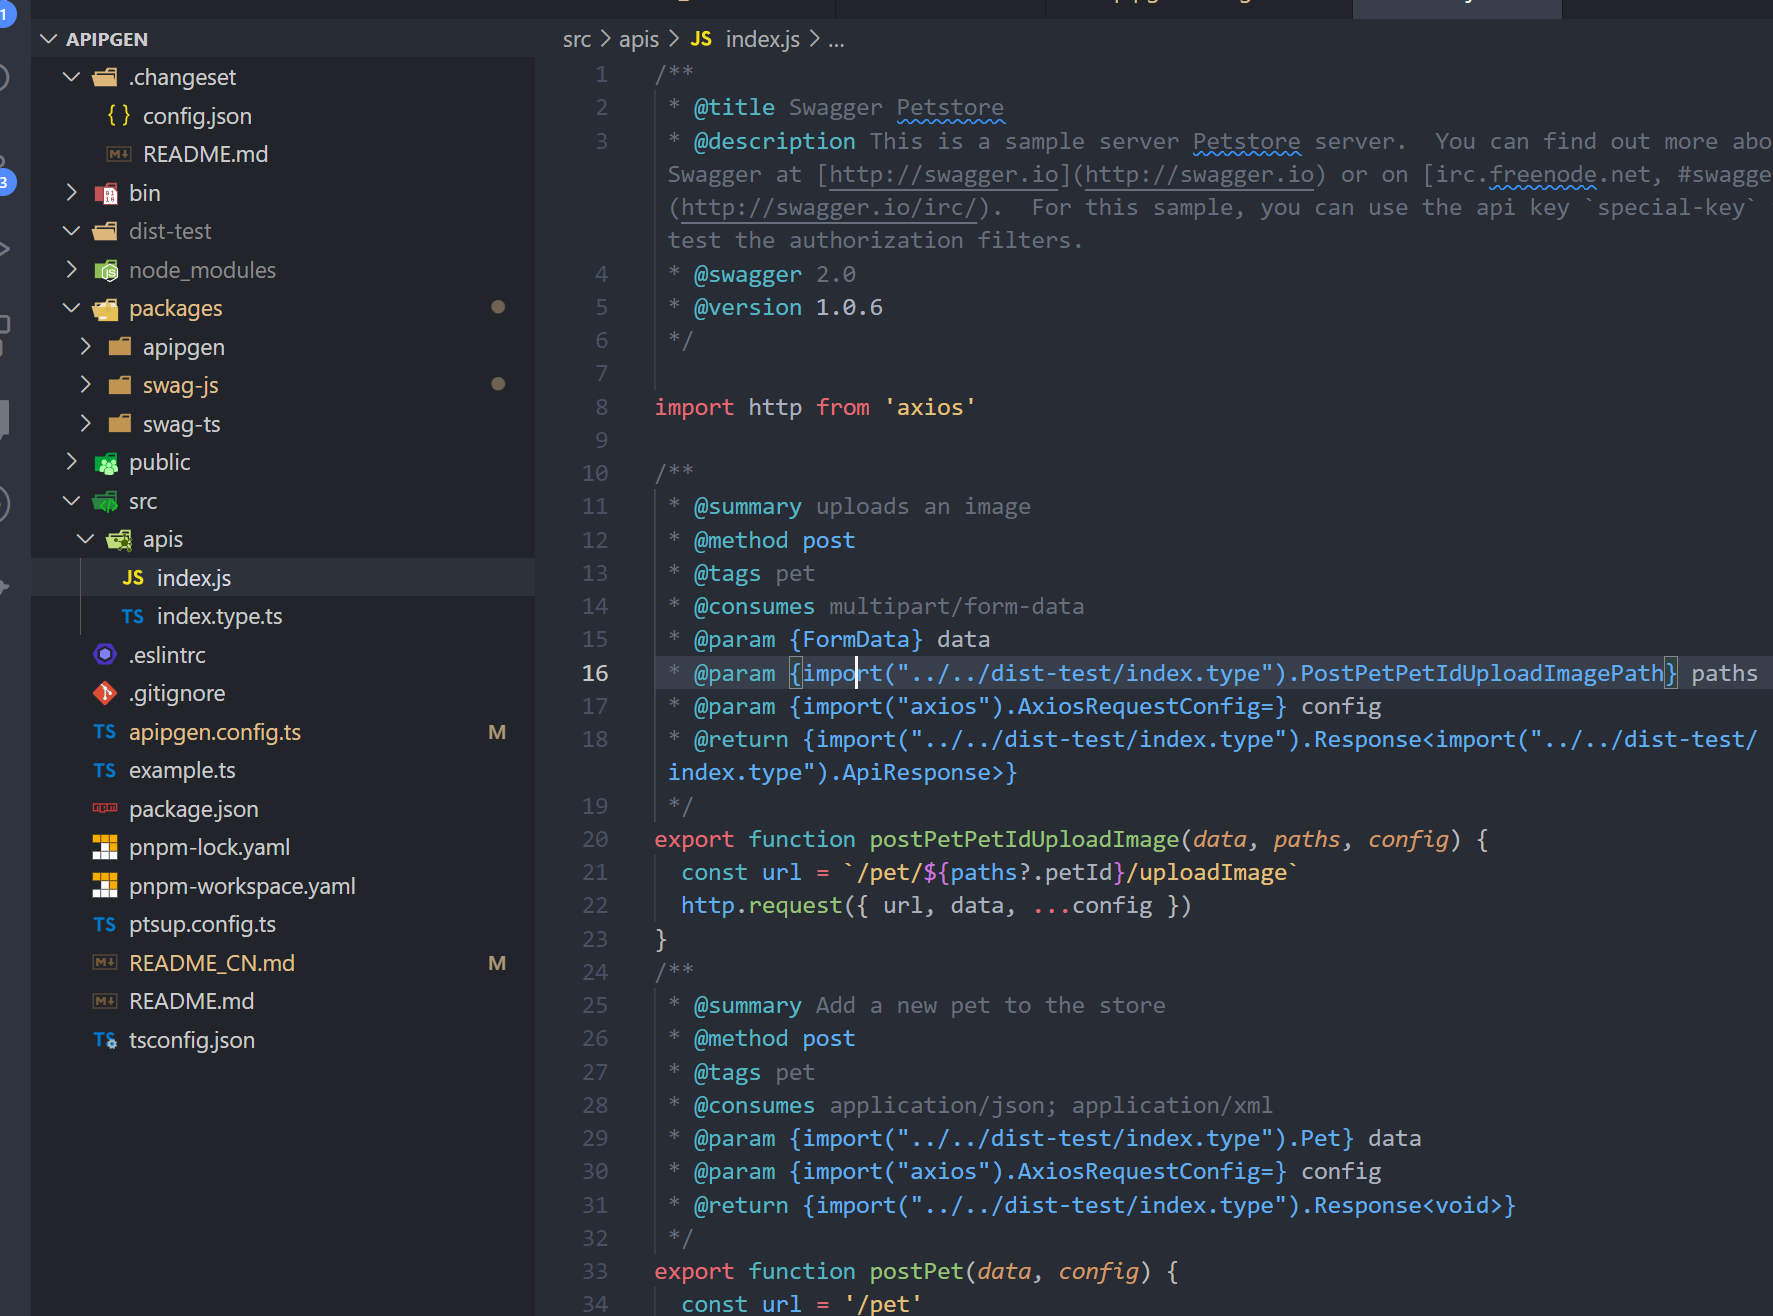 1
3
APIPGEN
.changeset
{} config.json
README.md
bin
dist-test
node_modules
packages
apipgen
swag-js
swag-ts
public
src
apis
JS index.js
TS index.type.ts
.eslintrc
.gitignore
TS apipgen.config.ts M
TS example.ts
package.json
pnpm-lock.yaml
pnpm-workspace.yaml
TS ptsup.config.ts
README_CN.md M
README.md
TS tsconfig.json
src > apis > JS index.js > ...
1 /**
2 * @title Swagger Petstore
3 * @description This is a sample server Petstore server.  You can find out more abo
Swagger at [http://swagger.io](http://swagger.io) or on [irc.freenode.net, #swagge
(http://swagger.io/irc/).  For this sample, you can use the api key `special-key`
test the authorization filters.
4 * @swagger 2.0
5 * @version 1.0.6
6 */
7
8 import http from 'axios'
9
10 /**
11 * @summary uploads an image
12 * @method post
13 * @tags pet
14 * @consumes multipart/form-data
15 * @param {FormData} data
16 * @param {import("../../dist-test/index.type").PostPetPetIdUploadImagePath} paths
17 * @param {import("axios").AxiosRequestConfig=} config
18 * @return {import("../../dist-test/index.type").Response<import("../../dist-test/
index.type").ApiResponse>}
19 */
20 export function postPetPetIdUploadImage(data, paths, config) {
21 const url = `/pet/${paths?.petId}/uploadImage`
22 http.request({ url, data, ...config })
23 }
24 /**
25 * @summary Add a new pet to the store
26 * @method post
27 * @tags pet
28 * @consumes application/json; application/xml
29 * @param {import("../../dist-test/index.type").Pet} data
30 * @param {import("axios").AxiosRequestConfig=} config
31 * @return {import("../../dist-test/index.type").Response<void>}
32 */
33 export function postPet(data, config) {
34 const url = '/pet'